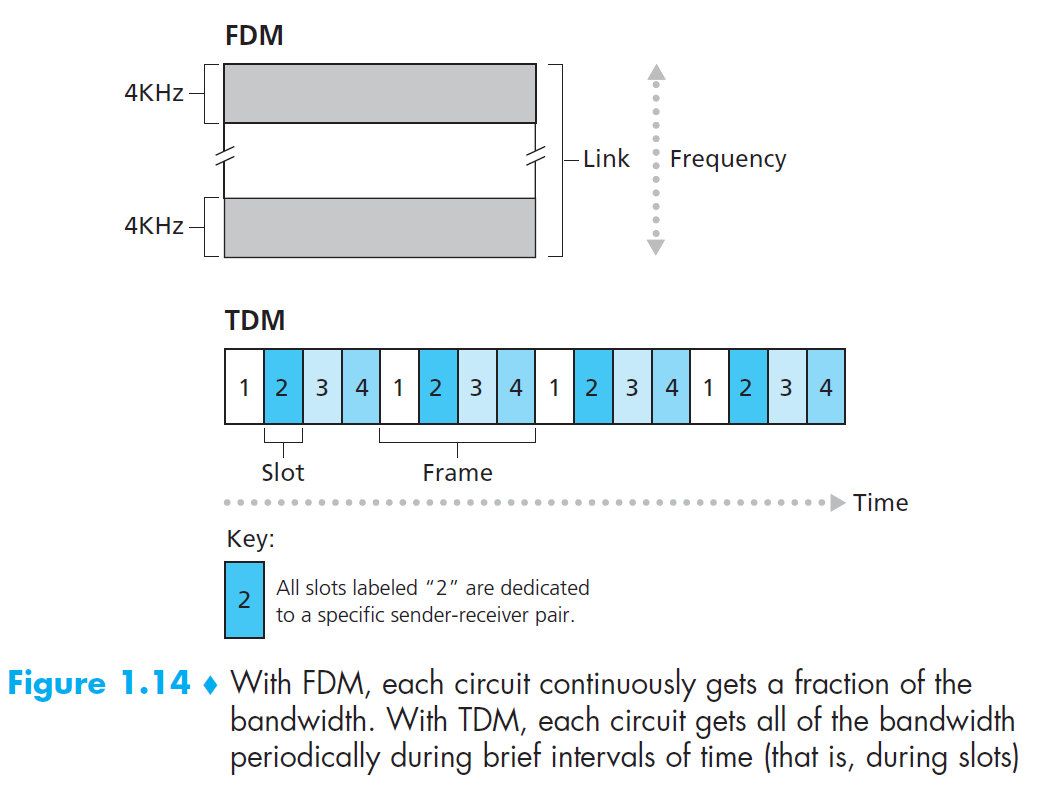 FDM
4KHz
Link
Frequency
4KHz
TDM
1 2 3 4 1 2 3 4 1 2 3 4 1 2 3 4
Slot
Frame
Time
Key:
2
All slots labeled “2” are dedicated
to a specific sender-receiver pair.
Figure 1.14 ♦ With FDM, each circuit continuously gets a fraction of the
bandwidth. With TDM, each circuit gets all of the bandwidth
periodically during brief intervals of time (that is, during slots)